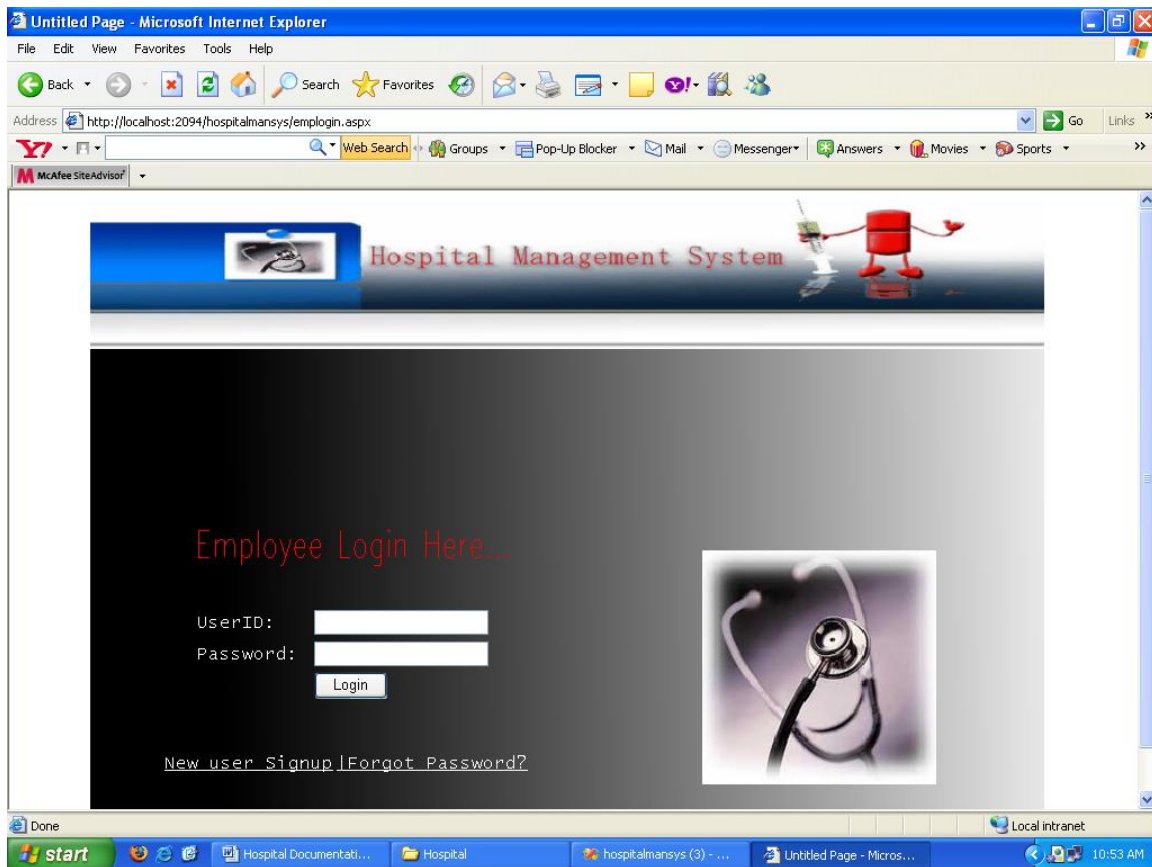 Untitled Page - Microsoft Internet Explorer
File Edit View Favorites Tools Help
Back Search Favorites
Address http://localhost:2094/hospitalmansys/emplogin.aspx Go Links »
Y! Web Search Groups Pop-Up Blocker Mail Messenger Answers Movies Sports »
McAfee SiteAdvisor
Hospital Management System
Employee Login Here...
UserID:
Password:
Login
New user Signup|Forgot Password?
Done Local intranet
start Hospital Documentati... Hospital hospitalmansys (3) - ... Untitled Page - Micros... 10:53 AM